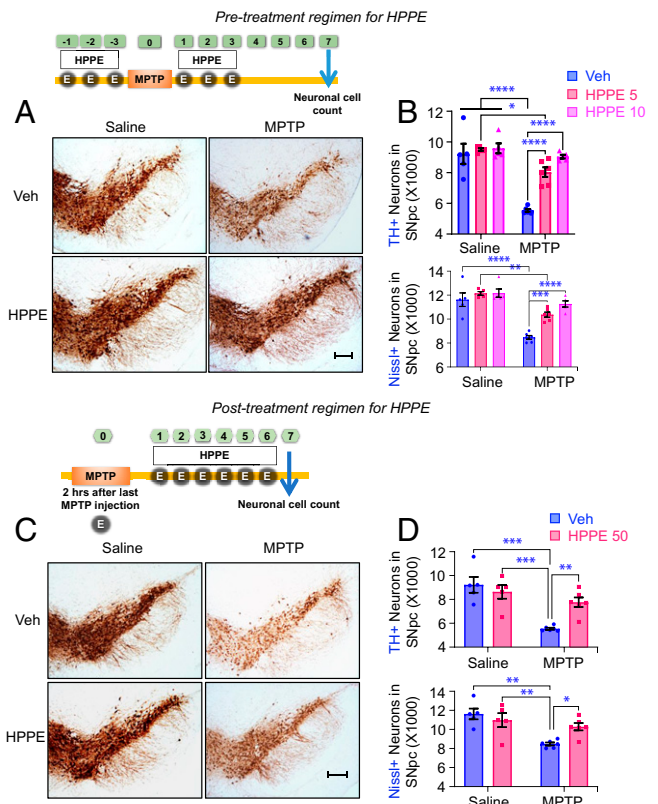 Pre-treatment regimen for HPPE
-1 -2 -3 0 1 2 3 4 5 6 7
HPPE HPPE
E E E MPTP E E E
Neuronal cell
count
A
Saline MPTP
Veh
HPPE
B
Veh
HPPE 5
HPPE 10
****
*
****
****
TH+ Neurons in
SNpc (X1000)
12
10
8
6
4
Saline MPTP
****
**
****
***
Nissl+ Neurons in
SNpc (X1000)
14
12
10
8
6
Saline MPTP
Post-treatment regimen for HPPE
0 1 2 3 4 5 6 7
HPPE
MPTP E E E E E E
2 hrs after last
MPTP injection
E
Neuronal cell count
C
Saline MPTP
Veh
HPPE
D
Veh
HPPE 50
***
***
**
TH+ Neurons in
SNpc (X1000)
12
10
8
6
4
Saline MPTP
**
**
*
Nissl+ Neurons in
SNpc (X1000)
14
12
10
8
6
4
Saline MPTP